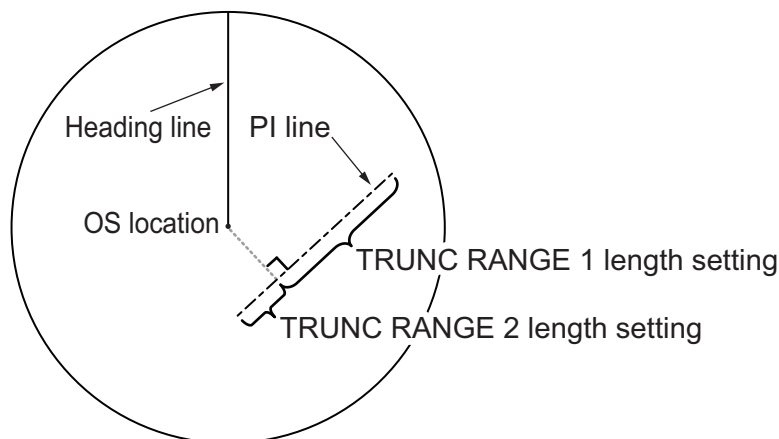 Heading line
PI line
OS location
TRUNC RANGE 1 length setting
TRUNC RANGE 2 length setting